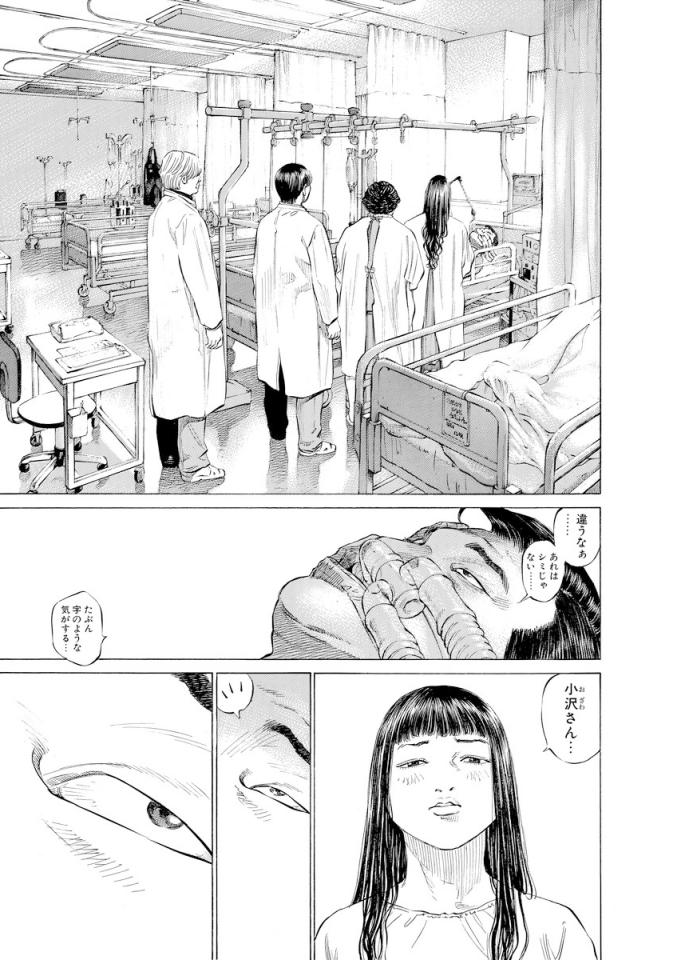 違うなぁ
……
あれは
シミじゃ
ない……
たぶん
字のような
気がする…
小沢さん…
おざわ